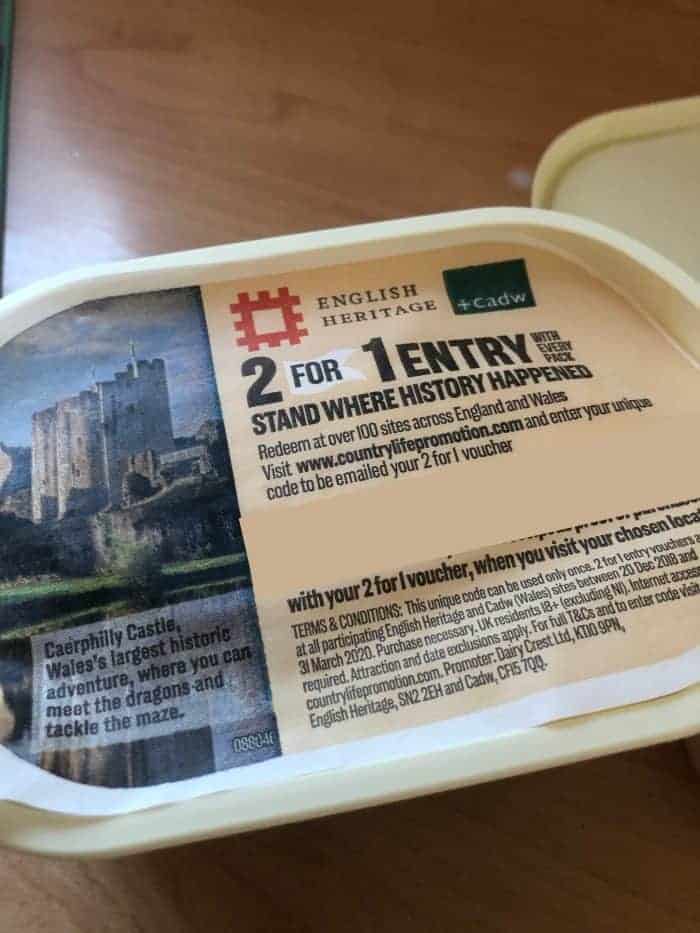 ENGLISH
HERITAGE
+cadw
2 FOR 1 ENTRY WITH EVERY PACK
STAND WHERE HISTORY HAPPENED
Redeem at over 100 sites across England and Wales
Visit www.countrylifepromotion.com and enter your unique
code to be emailed your 2 for 1 voucher
with your 2 for 1 voucher, when you visit your chosen
TERMS & CONDITIONS: This unique code can be used only once. 2 for 1 entry vouchers
at all participating English Heritage and Cadw (Wales) sites between 20 Dec 2018 and
31 March 2020. Purchase necessary. UK residents 18+ (excluding NI). Internet access
required. Attraction and date exclusions apply. For full T&Cs and to enter code visit
countrylifepromotion.com. Promoter: Dairy Crest Ltd, KT10 9PN,
English Heritage, SN2 2EH and Cadw, CF15 7QQ.
Caerphilly Castle,
Wales's largest historic
adventure, where you can
meet the dragons and
tackle the maze.